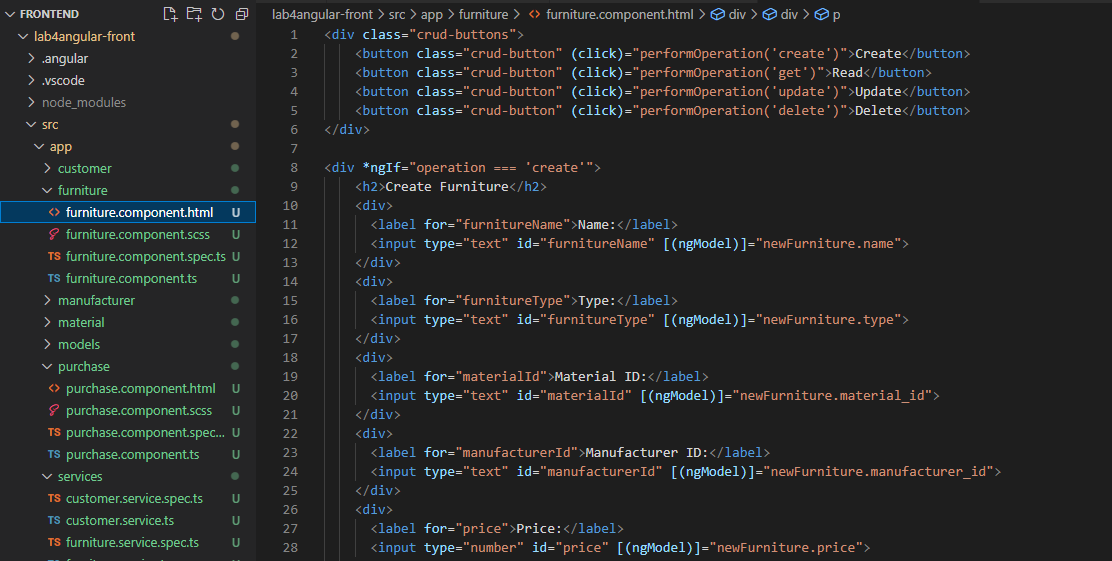 FRONTEND
lab4angular-front
.angular
.vscode
node_modules
src
app
customer
furniture
furniture.component.html U
furniture.component.scss U
TS furniture.component.spec.ts U
TS furniture.component.ts U
manufacturer
material
models
purchase
purchase.component.html U
purchase.component.scss U
TS purchase.component.spec... U
TS purchase.component.ts U
services
TS customer.service.spec.ts U
TS customer.service.ts U
TS furniture.service.spec.ts U
lab4angular-front > src > app > furniture > furniture.component.html > div > div > p
1 <div class="crud-buttons">
2 <button class="crud-button" (click)="performOperation('create')">Create</button>
3 <button class="crud-button" (click)="performOperation('get')">Read</button>
4 <button class="crud-button" (click)="performOperation('update')">Update</button>
5 <button class="crud-button" (click)="performOperation('delete')">Delete</button>
6 </div>
7
8 <div *ngIf="operation === 'create'">
9 <h2>Create Furniture</h2>
10 <div>
11 <label for="furnitureName">Name:</label>
12 <input type="text" id="furnitureName" [(ngModel)]="newFurniture.name">
13 </div>
14 <div>
15 <label for="furnitureType">Type:</label>
16 <input type="text" id="furnitureType" [(ngModel)]="newFurniture.type">
17 </div>
18 <div>
19 <label for="materialId">Material ID:</label>
20 <input type="text" id="materialId" [(ngModel)]="newFurniture.material_id">
21 </div>
22 <div>
23 <label for="manufacturerId">Manufacturer ID:</label>
24 <input type="text" id="manufacturerId" [(ngModel)]="newFurniture.manufacturer_id">
25 </div>
26 <div>
27 <label for="price">Price:</label>
28 <input type="number" id="price" [(ngModel)]="newFurniture.price">